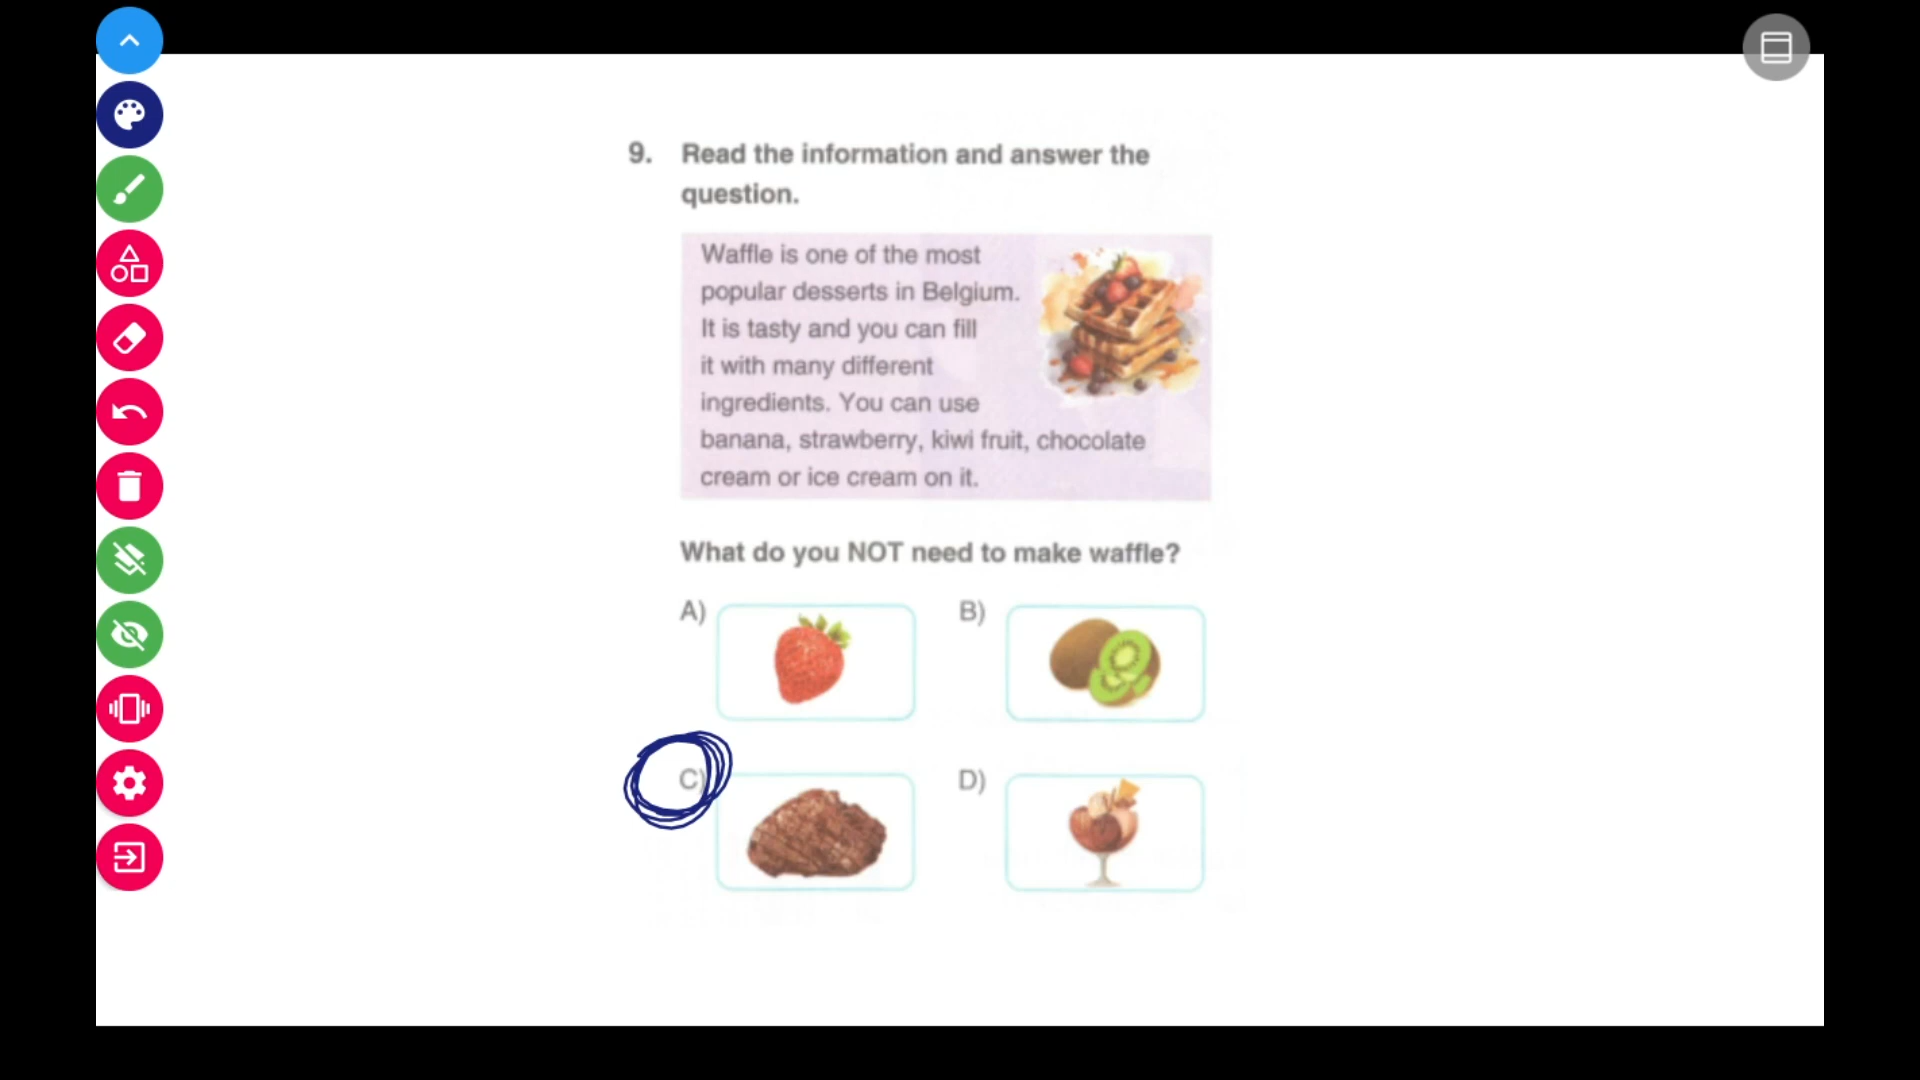 9. Read the information and answer the
question.
Waffle is one of the most
popular desserts in Belgium.
It is tasty and you can fill
it with many different
ingredients. You can use
banana, strawberry, kiwi fruit, chocolate
cream or ice cream on it.
What do you NOT need to make waffle?
A) B)
C) D)